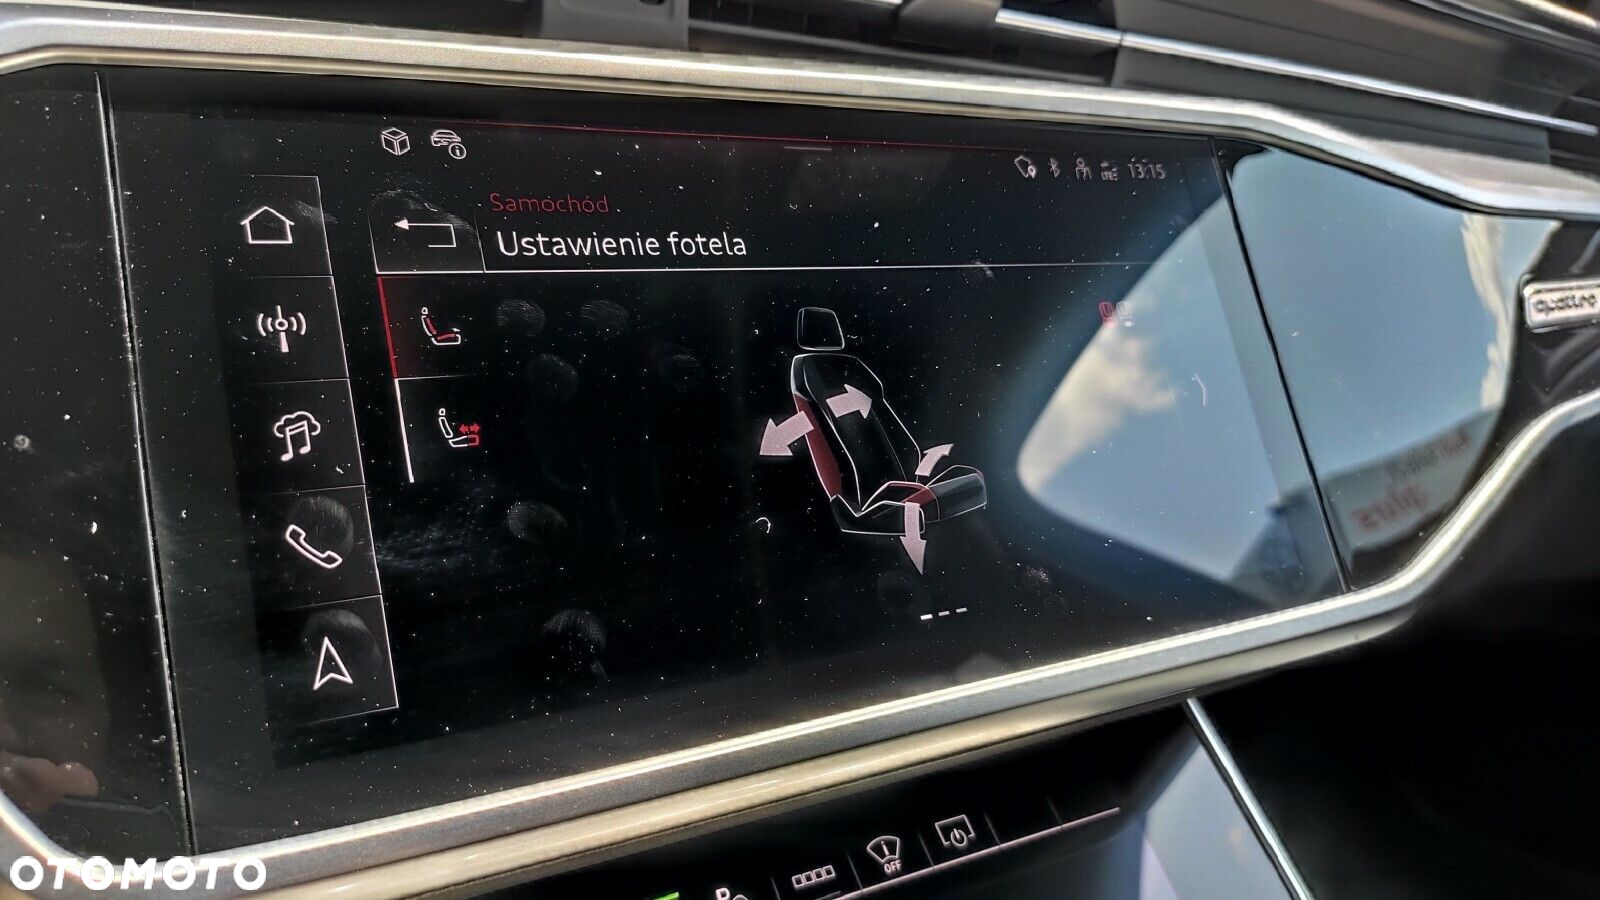 13:15
Samochód
Ustawienie fotela
quattro
OFF
OTOMOTO